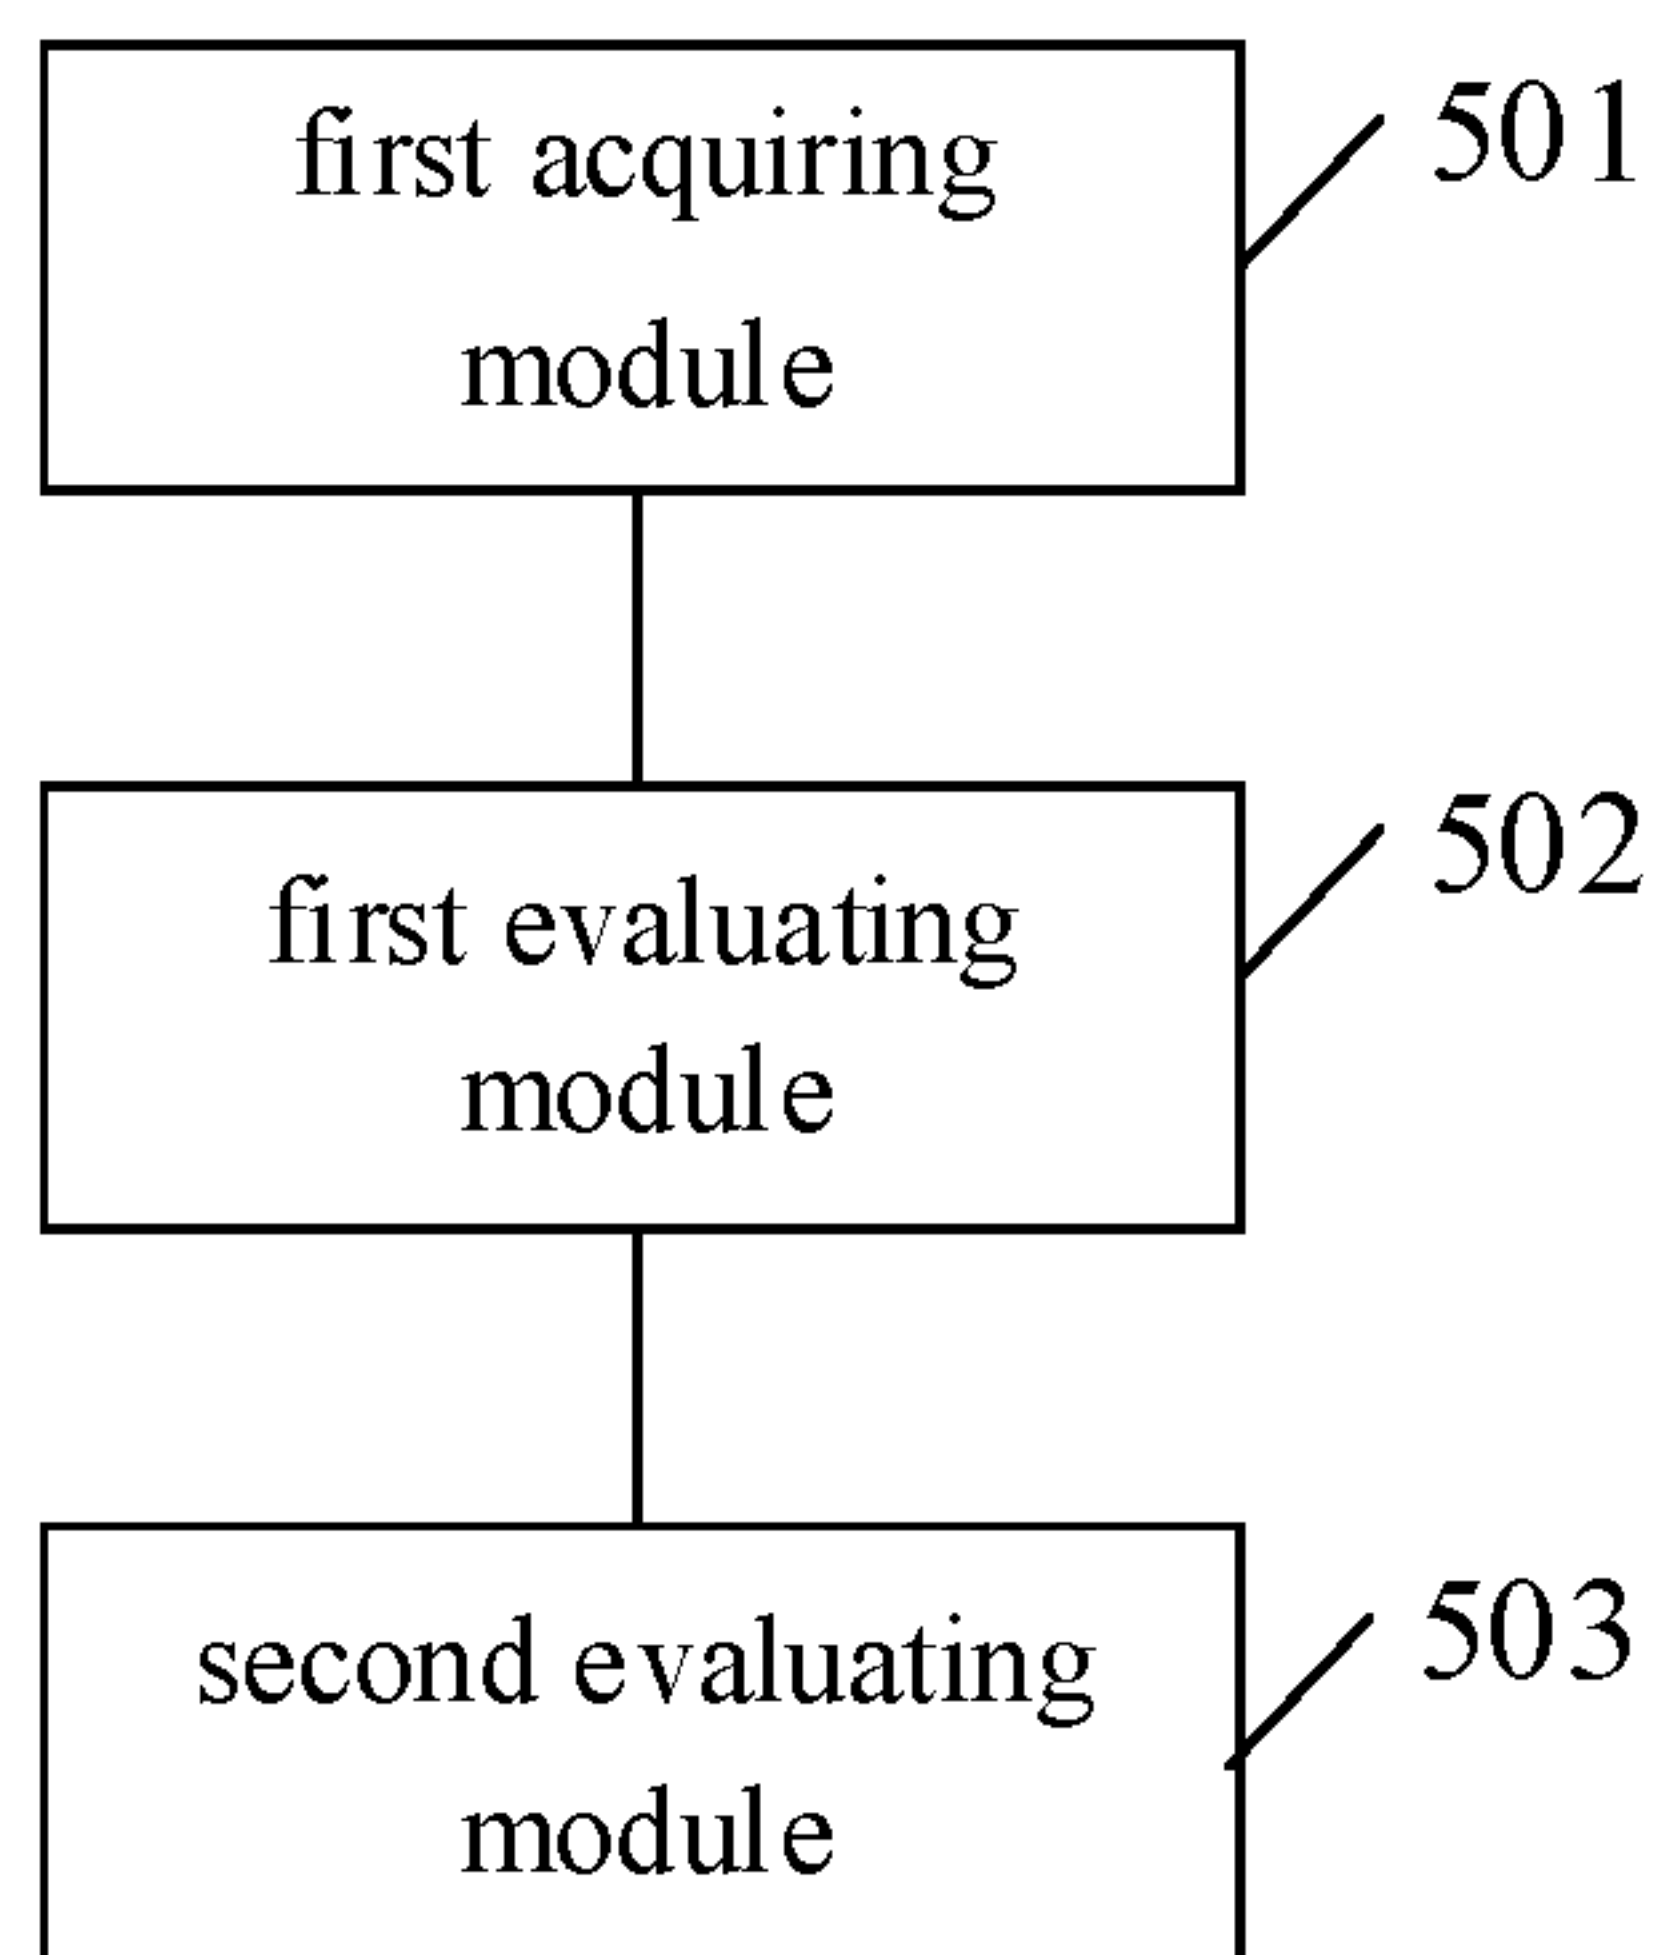 first acquiring
module
501
first evaluating
module
502
second evaluating
module
503